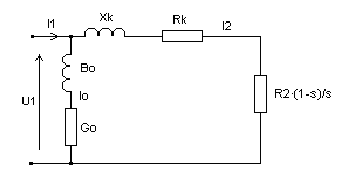 I1
Xk
Rk
I2
Bo
Io
U1
Go
R2·(1-s)/s